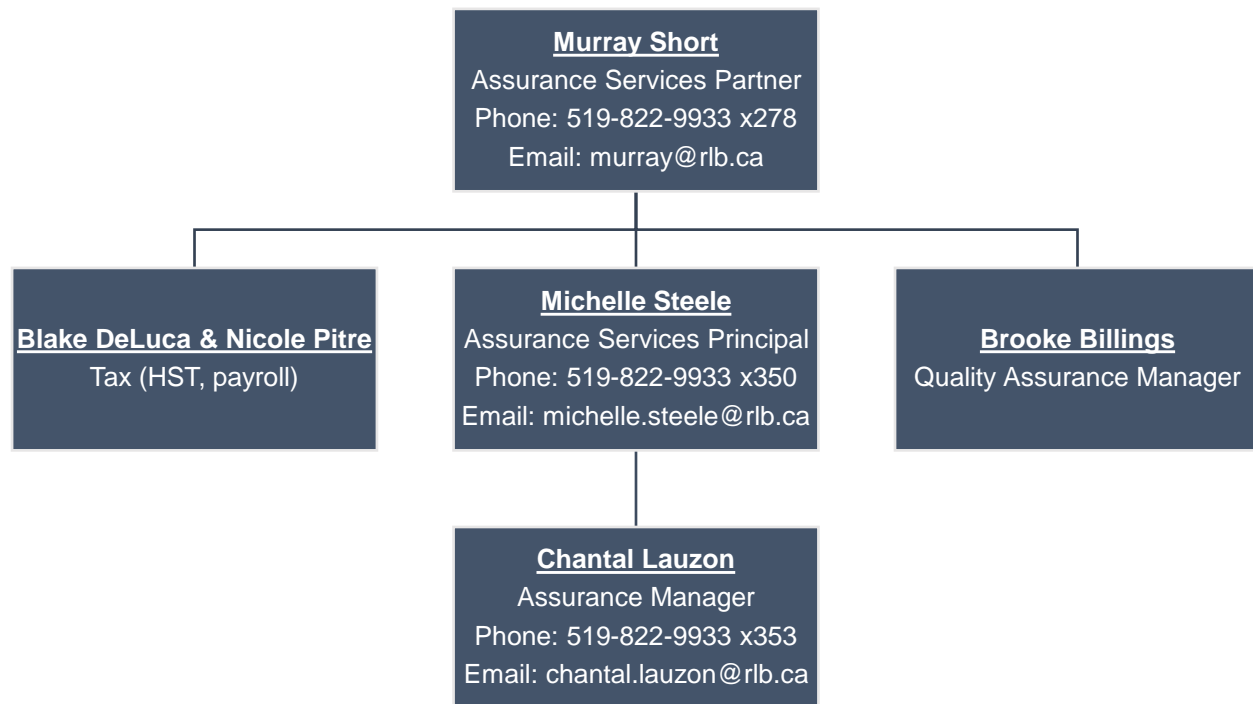 Murray Short
Assurance Services Partner
Phone: 519-822-9933 x278
Email: murray@rlb.ca
Blake DeLuca & Nicole Pitre
Tax (HST, payroll)
Michelle Steele
Assurance Services Principal
Phone: 519-822-9933 x350
Email: michelle.steele@rlb.ca
Brooke Billings
Quality Assurance Manager
Chantal Lauzon
Assurance Manager
Phone: 519-822-9933 x353
Email: chantal.lauzon@rlb.ca